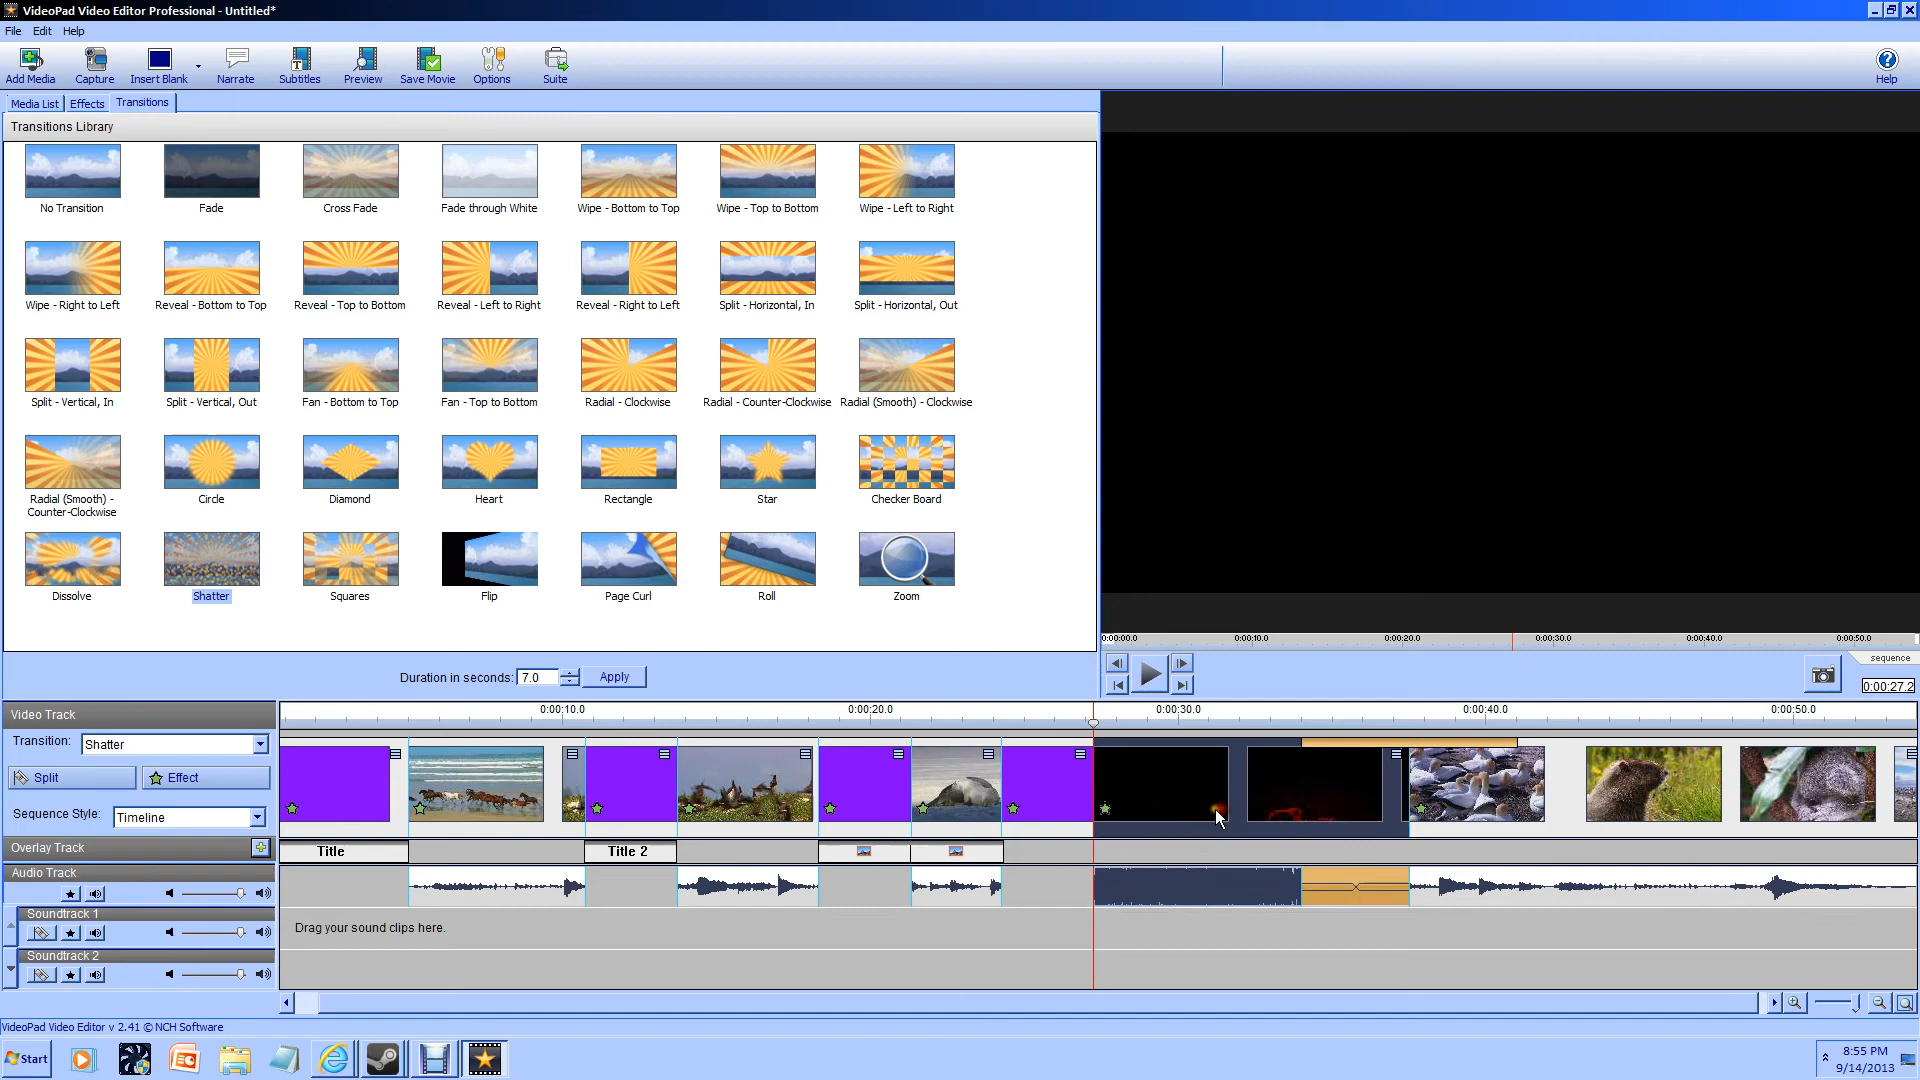 VideoPad Video Editor Professional - Untitled*
File Edit Help
Add Media Capture Insert Blank Narrate Subtitles Preview Save Movie Options Suite Help
Media List Effects Transitions
Transitions Library
No Transition Fade Cross Fade Fade through White Wipe - Bottom to Top Wipe - Top to Bottom Wipe - Left to Right
Wipe - Right to Left Reveal - Bottom to Top Reveal - Top to Bottom Reveal - Left to Right Reveal - Right to Left Split - Horizontal, In Split - Horizontal, Out
Split - Vertical, In Split - Vertical, Out Fan - Bottom to Top Fan - Top to Bottom Radial - Clockwise Radial - Counter-Clockwise Radial (Smooth) - Clockwise
Radial (Smooth) - Circle Diamond Heart Rectangle Star Checker Board
Counter-Clockwise
Dissolve Shatter Squares Flip Page Curl Roll Zoom
0:00:00.0 0:00:10.0 0:00:20.0 0:00:30.0 0:00:40.0 0:00:50.0
sequence
Duration in seconds: 7.0 Apply
0:00:27.2
Video Track 0:00:10.0 0:00:20.0 0:00:30.0 0:00:40.0 0:00:50.0
Transition: Shatter
Split Effect
Sequence Style: Timeline
Overlay Track Title Title 2
Audio Track
Soundtrack 1
Drag your sound clips here.
Soundtrack 2
VideoPad Video Editor v 2.41 © NCH Software
Start
8:55 PM
9/14/2013